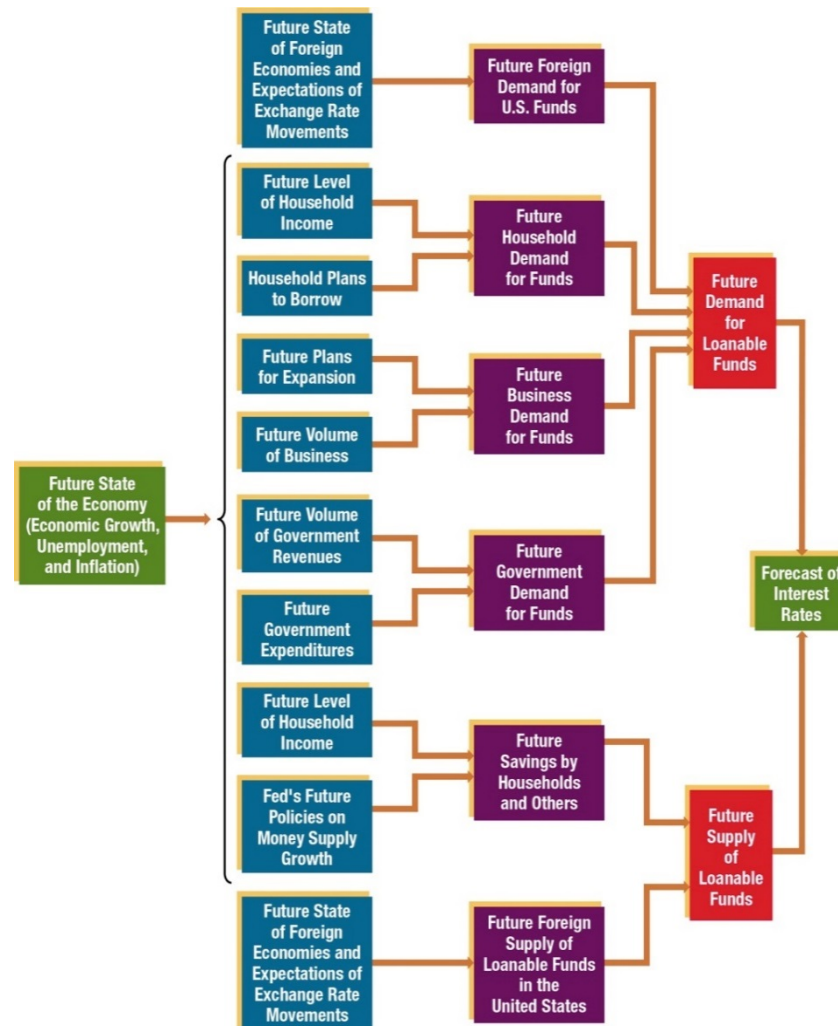 Future State
of Foreign
Economies and
Expectations of
Exchange Rate
Movements
Future Foreign
Demand for
U.S. Funds
Future Level
of Household
Income
Household Plans
to Borrow
Future
Household
Demand
for Funds
Future
Demand
for
Loanable
Funds
Future Plans
for Expansion
Future Volume
of Business
Future
Business
Demand
for Funds
Future State
of the Economy
(Economic Growth,
Unemployment,
and Inflation)
Future Volume
of Government
Revenues
Future
Government
Expenditures
Future
Government
Demand
for Funds
Forecast of
Interest
Rates
Future Level
of Household
Income
Fed's Future
Policies on
Money Supply
Growth
Future
Savings by
Households
and Others
Future
Supply
of
Loanable
Funds
Future State
of Foreign
Economies and
Expectations of
Exchange Rate
Movements
Future Foreign
Supply of
Loanable Funds
in the
United States